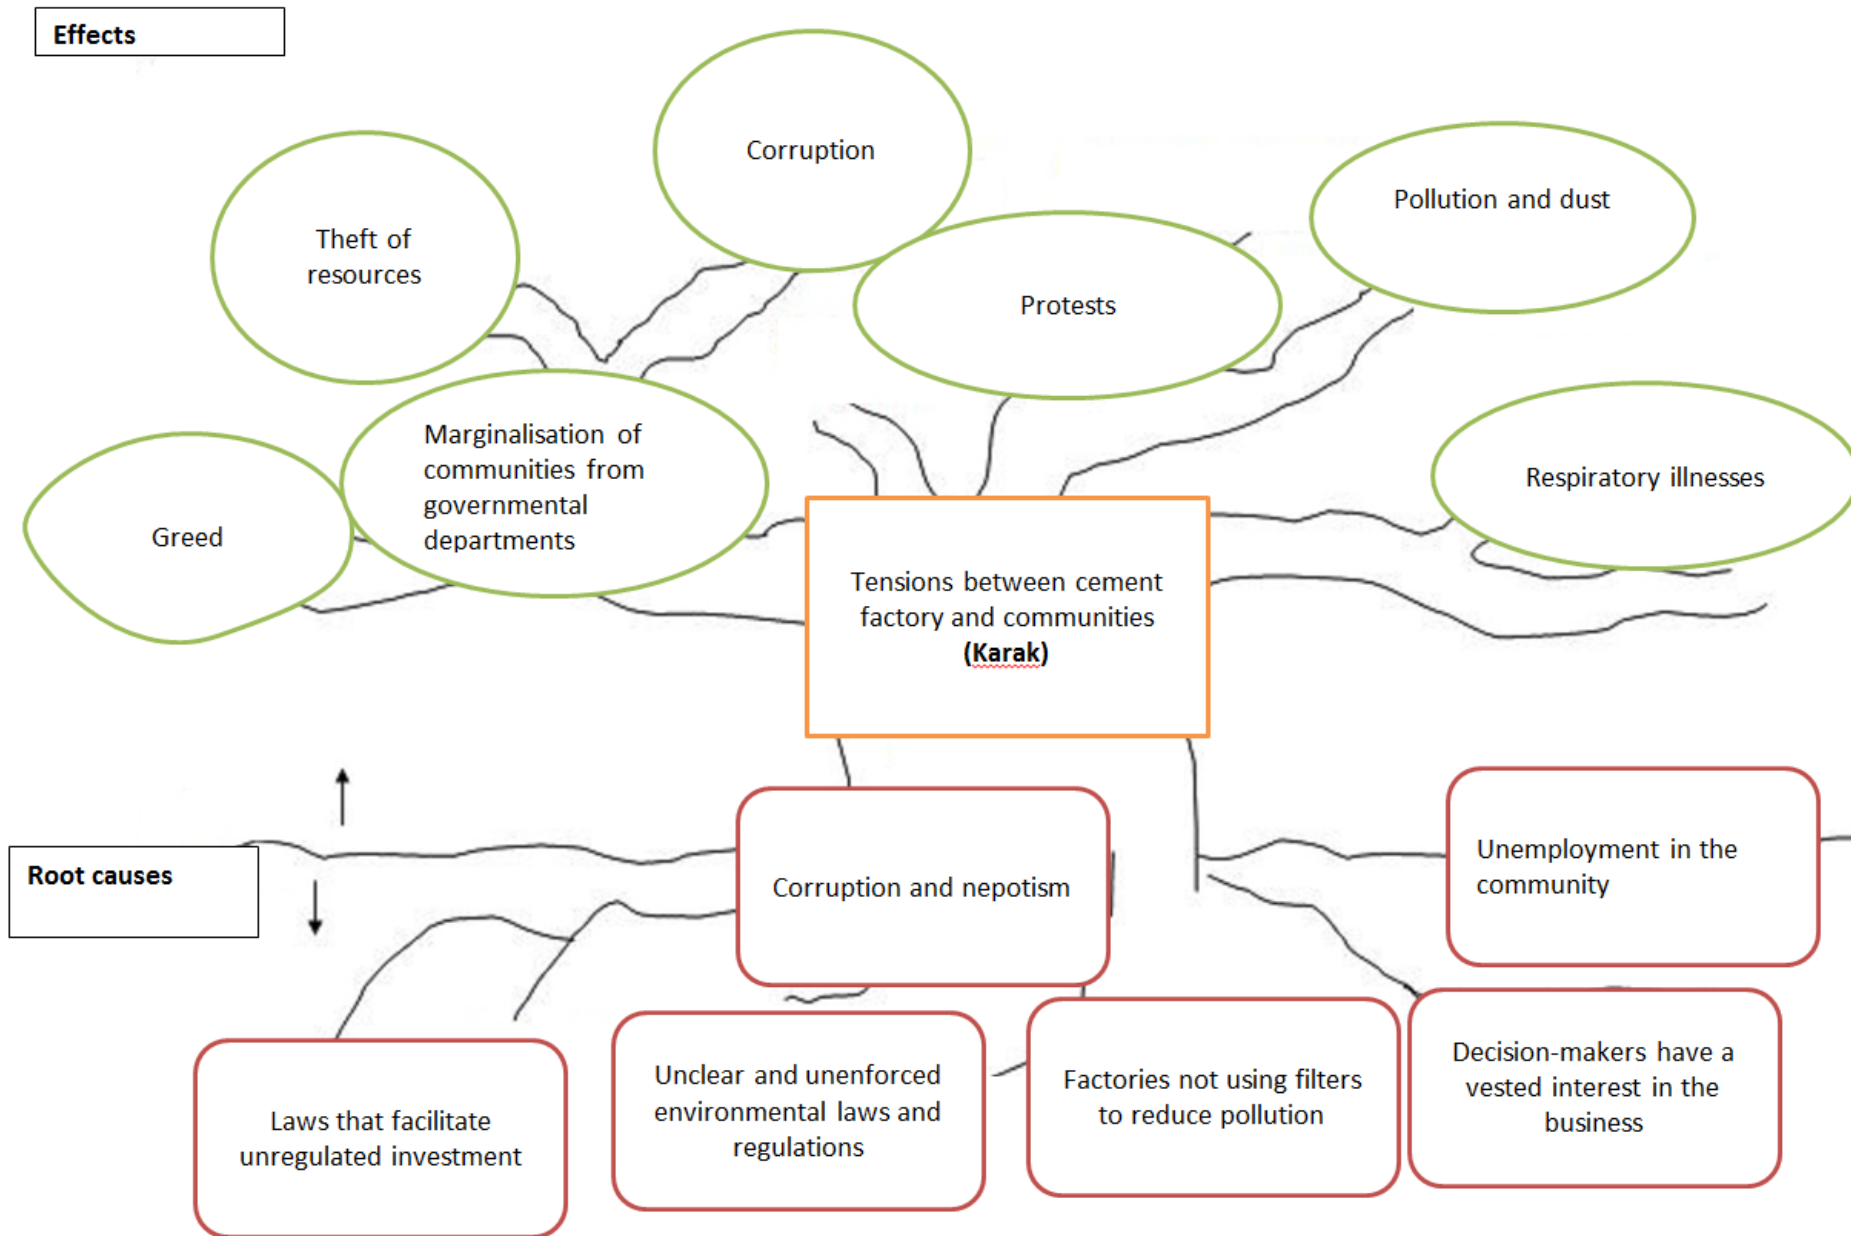 Effects
Corruption
Pollution and dust
Theft of
resources
Protests
Marginalisation of
communities from
governmental
departments
Respiratory illnesses
Greed
Tensions between cement
factory and communities
(Karak)
Root causes
Corruption and nepotism
Unemployment in the
community
Laws that facilitate
unregulated investment
Unclear and unenforced
environmental laws and
regulations
Factories not using filters
to reduce pollution
Decision-makers have a
vested interest in the
business